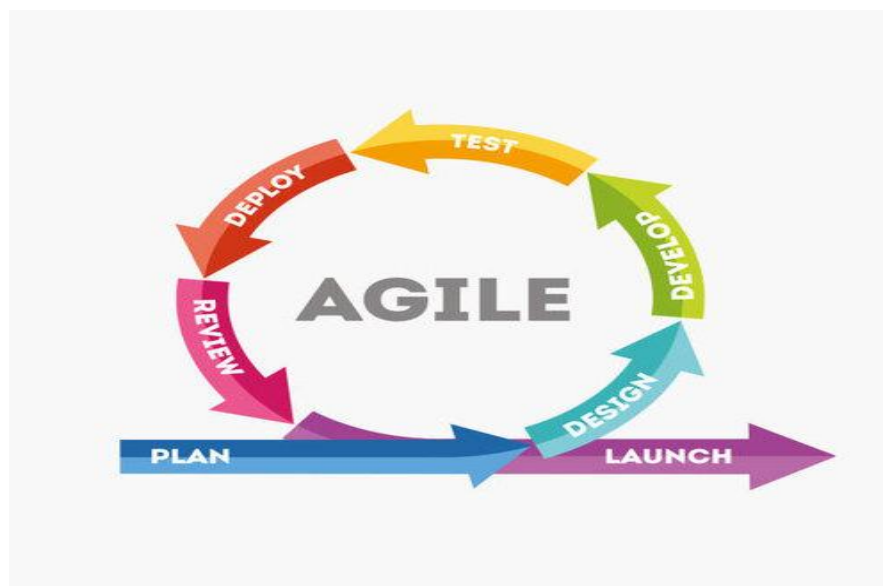 TEST
DEPLOY
DEVELOP
AGILE
REVIEW
DESIGN
PLAN
LAUNCH